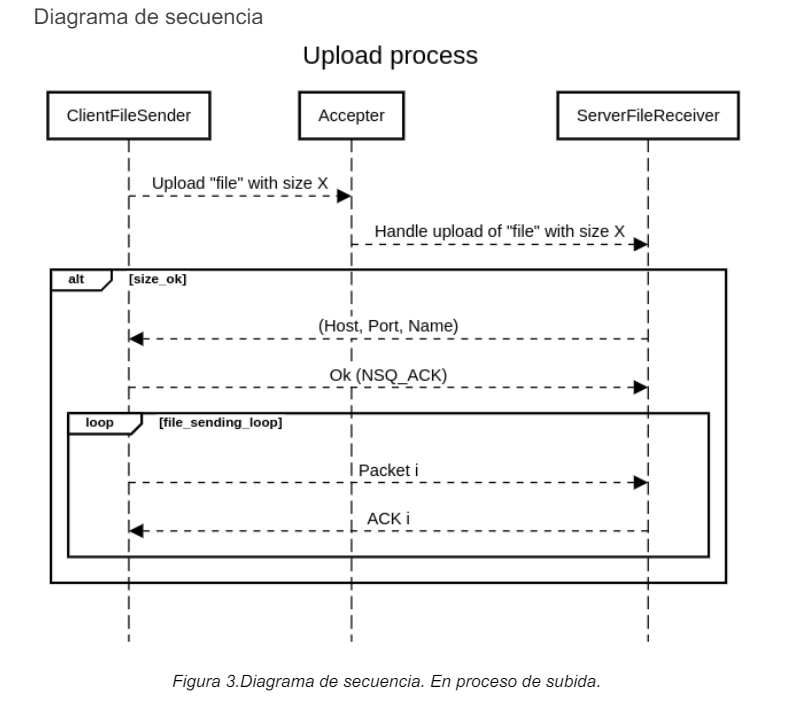 Diagrama de secuencia
Upload process
ClientFileSender
Accepter
ServerFileReceiver
Upload "file" with size X
Handle upload of "file" with size X
alt
[size_ok]
(Host, Port, Name)
Ok (NSQ_ACK)
loop
[file_sending_loop]
Packet i
ACK i
Figura 3.Diagrama de secuencia. En proceso de subida.